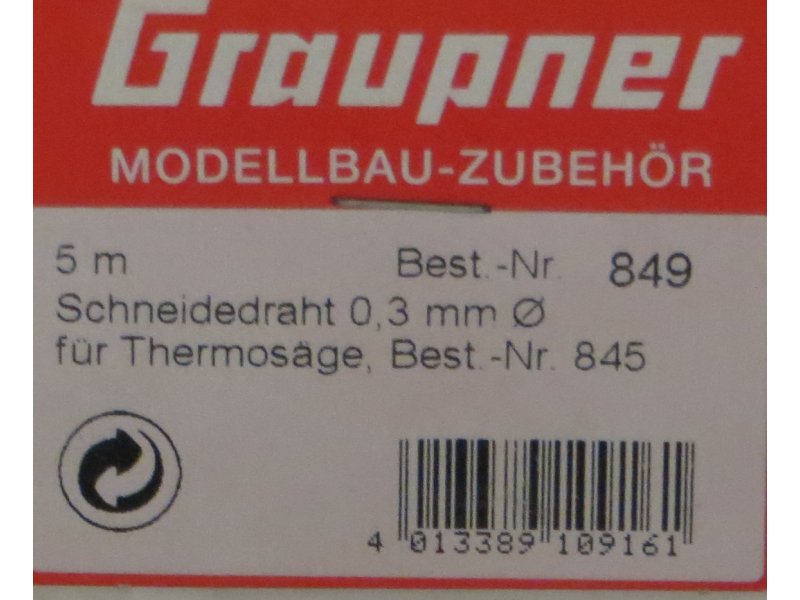 Graupner
MODELLBAU-ZUBEHÖR
5 m Best.-Nr. 849
Schneidedraht 0,3 mm Ø
für Thermosäge, Best.-Nr. 845
4 013389 109161